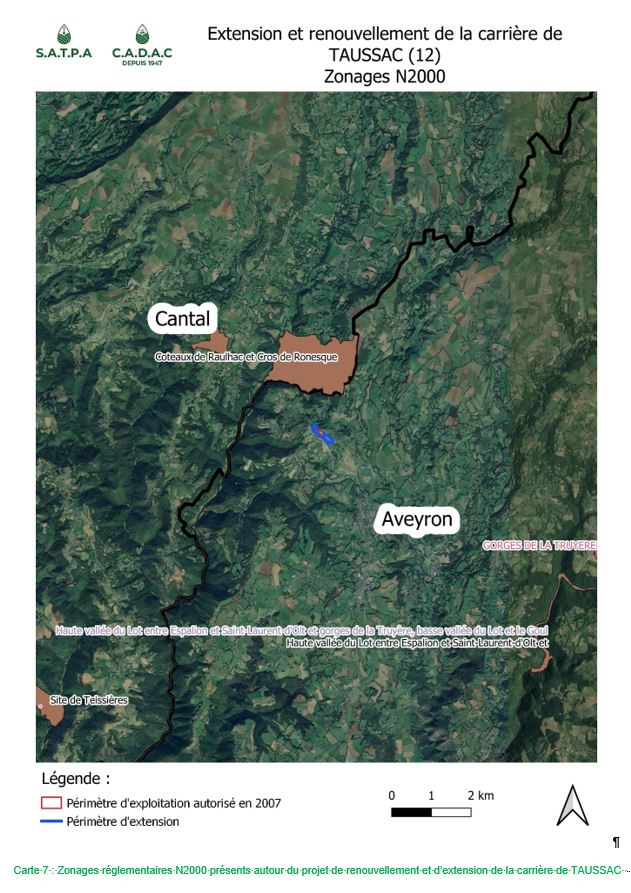 S.A.T.P.A
C.A.D.A.C
DEPUIS 1947
Extension et renouvellement de la carrière de
TAUSSAC (12)
Zonages N2000
Cantal
Coteaux de Raulhac et Cros de Ronesque
Aveyron
GORGES DE LA TRUYERE
Haute vallée du Lot entre Espalion et Saint-Laurent-d'Olt et gorges de la Truyère, basse vallée du Lot et le Goul
Haute vallée du Lot entre Espalion et Saint-Laurent-d'Olt et
Site de Teissières
Légende :
Périmètre d'exploitation autorisé en 2007
Périmètre d'extension
0 1 2 km
¶
Carte 7 : Zonages réglementaires N2000 présents autour du projet de renouvellement et d'extension de la carrière de TAUSSAC -